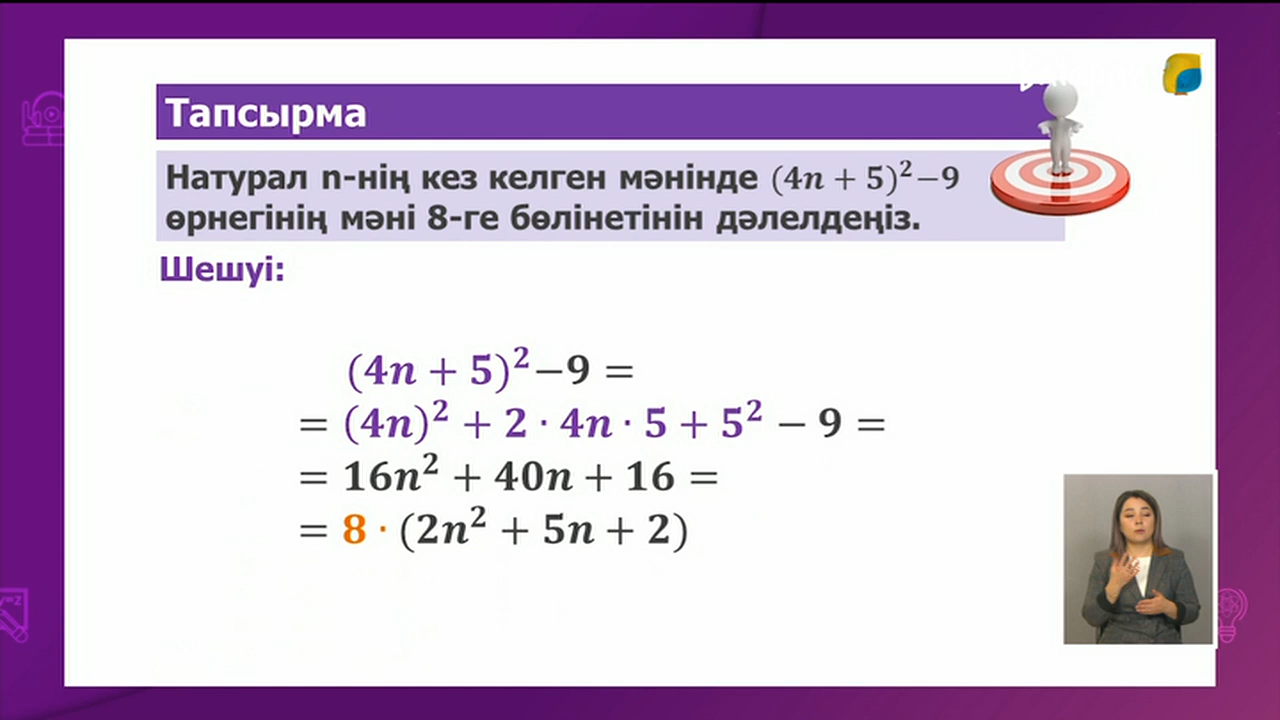 Тапсырма
Натурал n-нің кез келген мәнінде (4n + 5)²−9
өрнегінің мәні 8-ге бөлінетінін дәлелдеңіз.
Шешуі:
(4n + 5)²−9 =
= (4n)² + 2 · 4n · 5 + 5² − 9 =
= 16n² + 40n + 16 =
= 8 · (2n² + 5n + 2)